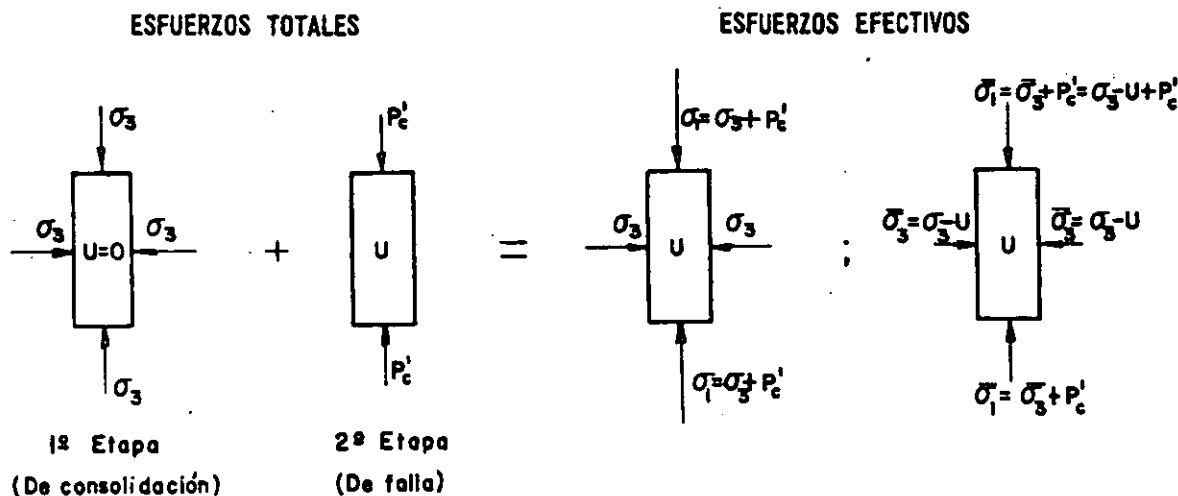 ESFUERZOS TOTALES
ESFUERZOS EFECTIVOS
σ₃
σ₃
σ₃
U=0
σ₃
1ª Etapa
(De consolidación)
+
P'c
U
P'c
2ª Etapa
(De falla)
=
σ₁=σ₃+P'c
σ₃
σ₃
U
σ₁=σ₃+P'c
;
σ̄₁=σ̄₃+P'c=σ₃-U+P'c
σ̄₃=σ₃-U
U
σ̄₃=σ₃-U
σ̄₁=σ̄₃+P'c